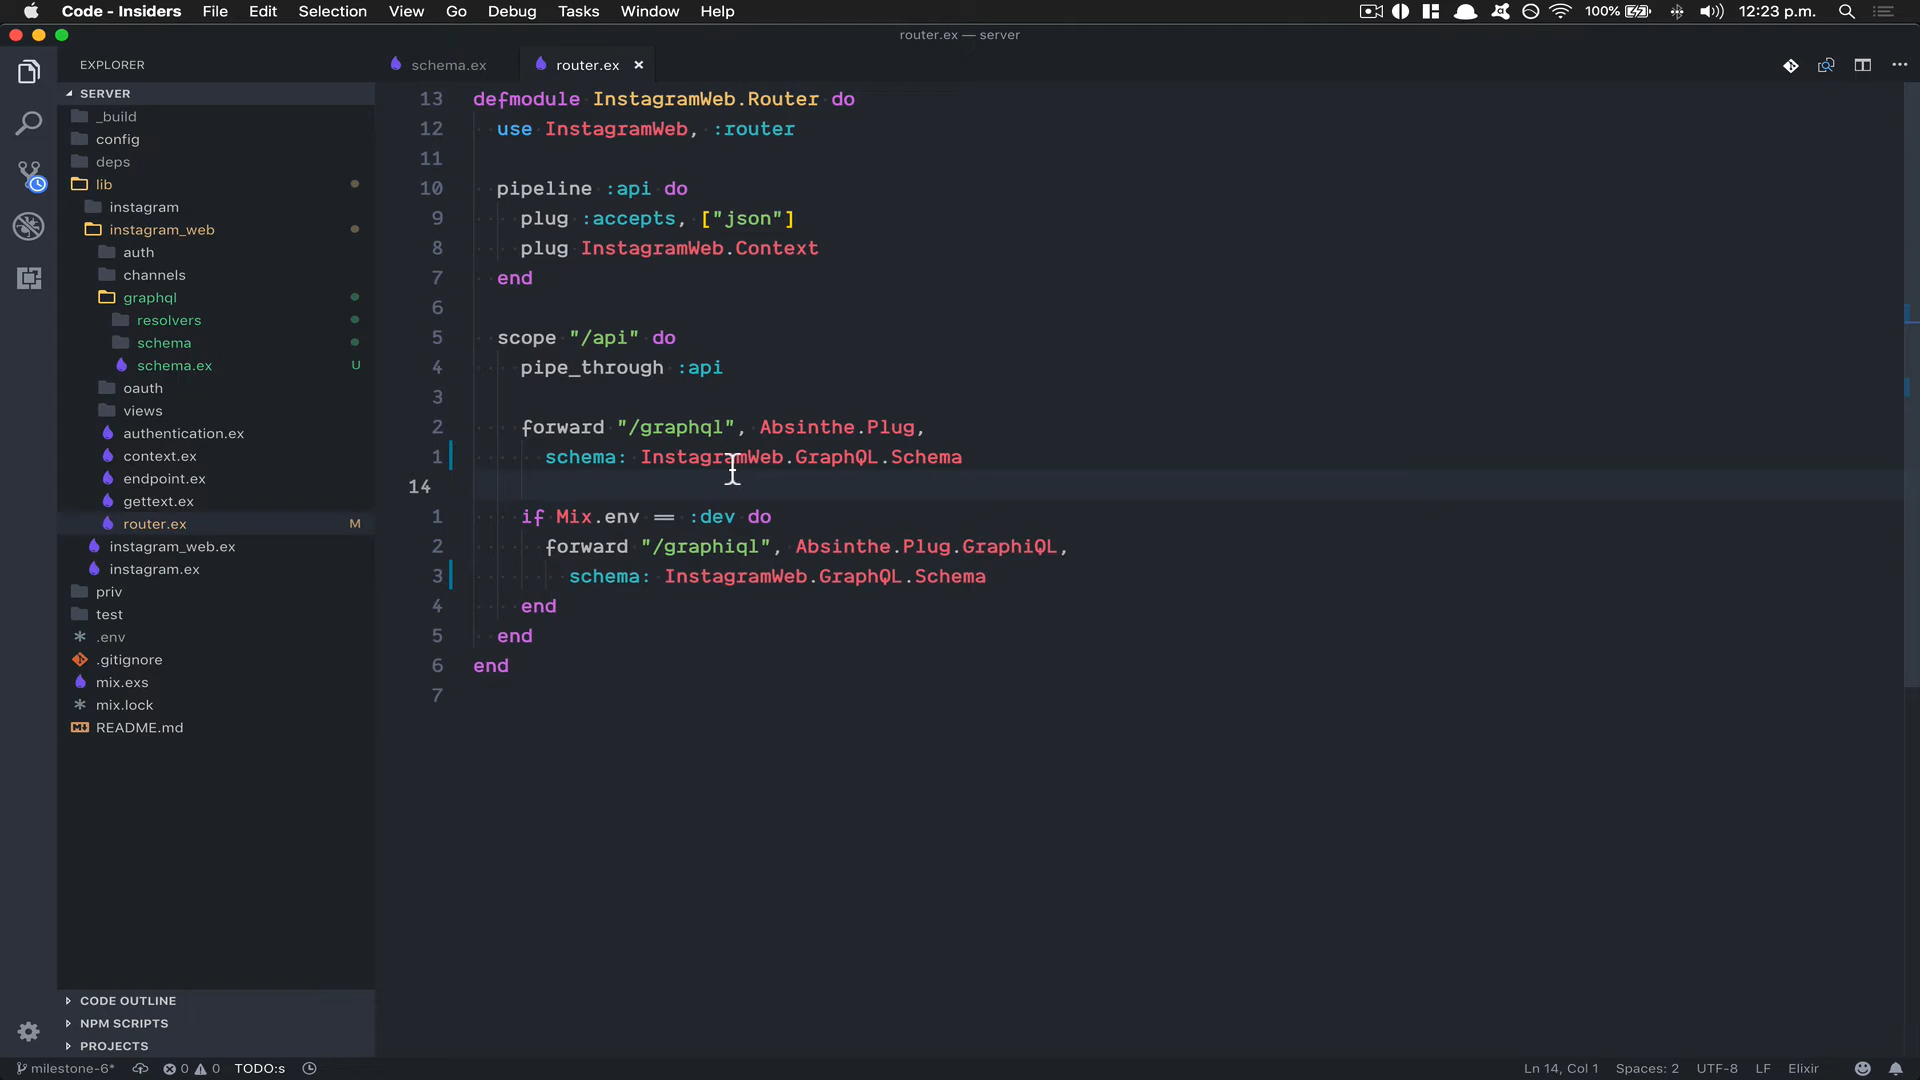 Code - Insiders File Edit Selection View Go Debug Tasks Window Help 100% 12:23 p.m.
router.ex — server
EXPLORER
SERVER
_build
config
deps
lib
instagram
instagram_web
auth
channels
graphql
resolvers
schema
schema.ex U
oauth
views
authentication.ex
context.ex
endpoint.ex
gettext.ex
router.ex M
instagram_web.ex
instagram.ex
priv
test
.env
.gitignore
mix.exs
mix.lock
README.md
CODE OUTLINE
NPM SCRIPTS
PROJECTS
schema.ex router.ex
13 defmodule InstagramWeb.Router do
12 use InstagramWeb, :router
11
10 pipeline :api do
9 plug :accepts, ["json"]
8 plug InstagramWeb.Context
7 end
6
5 scope "/api" do
4 pipe_through :api
3
2 forward "/graphql", Absinthe.Plug,
1 schema: InstagramWeb.GraphQL.Schema
14
1 if Mix.env == :dev do
2 forward "/graphiql", Absinthe.Plug.GraphiQL,
3 schema: InstagramWeb.GraphQL.Schema
4 end
5 end
6 end
7
milestone-6* 0 0 TODO:s Ln 14, Col 1 Spaces: 2 UTF-8 LF Elixir